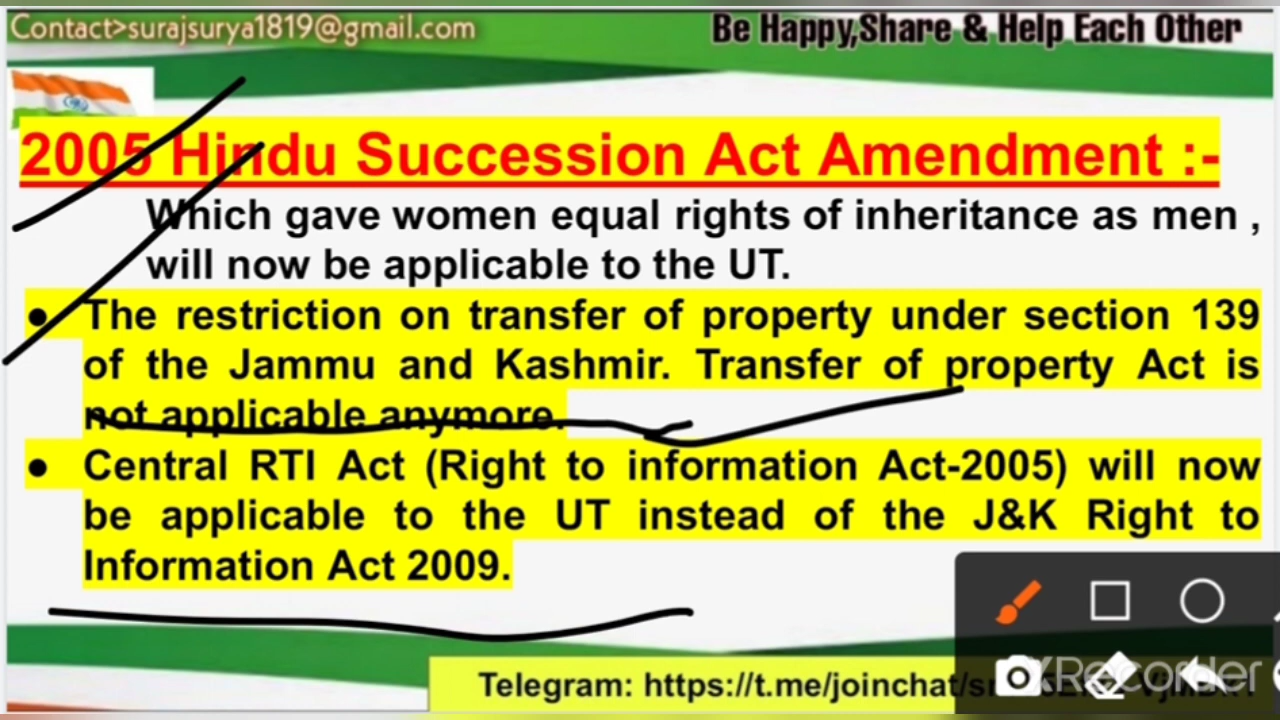 Contact>surajsurya1819@gmail.com
Be Happy,Share & Help Each Other
2005 Hindu Succession Act Amendment :-
Which gave women equal rights of inheritance as men ,
will now be applicable to the UT.
● The restriction on transfer of property under section 139
of the Jammu and Kashmir. Transfer of property Act is
not applicable anymore.
● Central RTI Act (Right to information Act-2005) will now
be applicable to the UT instead of the J&K Right to
Information Act 2009.
Telegram: https://t.me/joinchat/
XRecorder